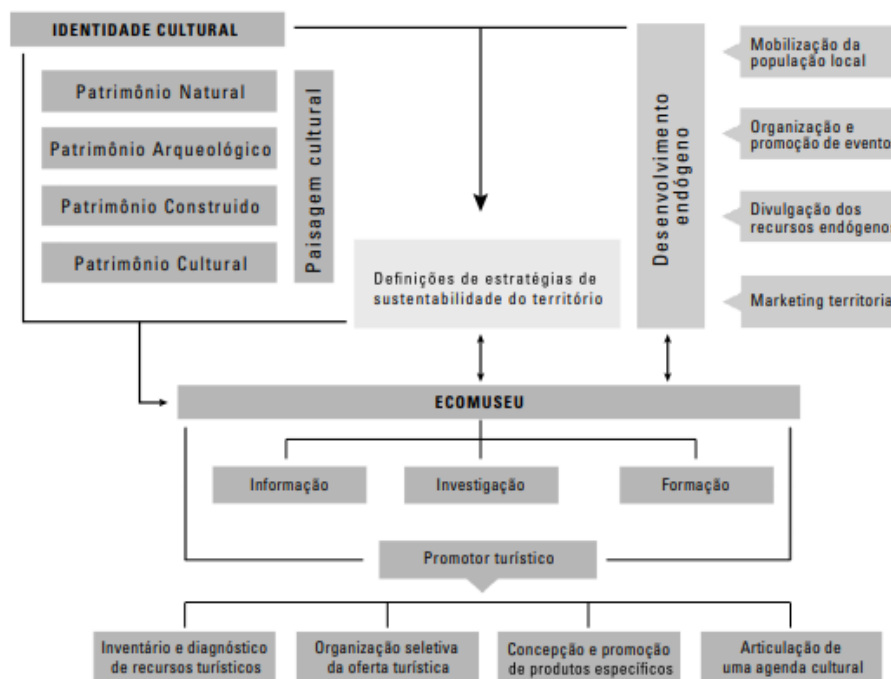 IDENTIDADE CULTURAL
Patrimônio Natural
Patrimônio Arqueológico
Patrimônio Construido
Patrimônio Cultural
Paisagem cultural
Definições de estratégias de
sustentabilidade do território
Desenvolvimento
endógeno
Mobilização da
população local
Organização e
promoção de evento
Divulgação dos
recursos endógenos
Marketing territoria
ECOMUSEU
Informação
Investigação
Formação
Promotor turístico
Inventário e diagnóstico
de recursos turísticos
Organização seletiva
da oferta turística
Concepção e promoção
de produtos específicos
Articulação de
uma agenda cultural